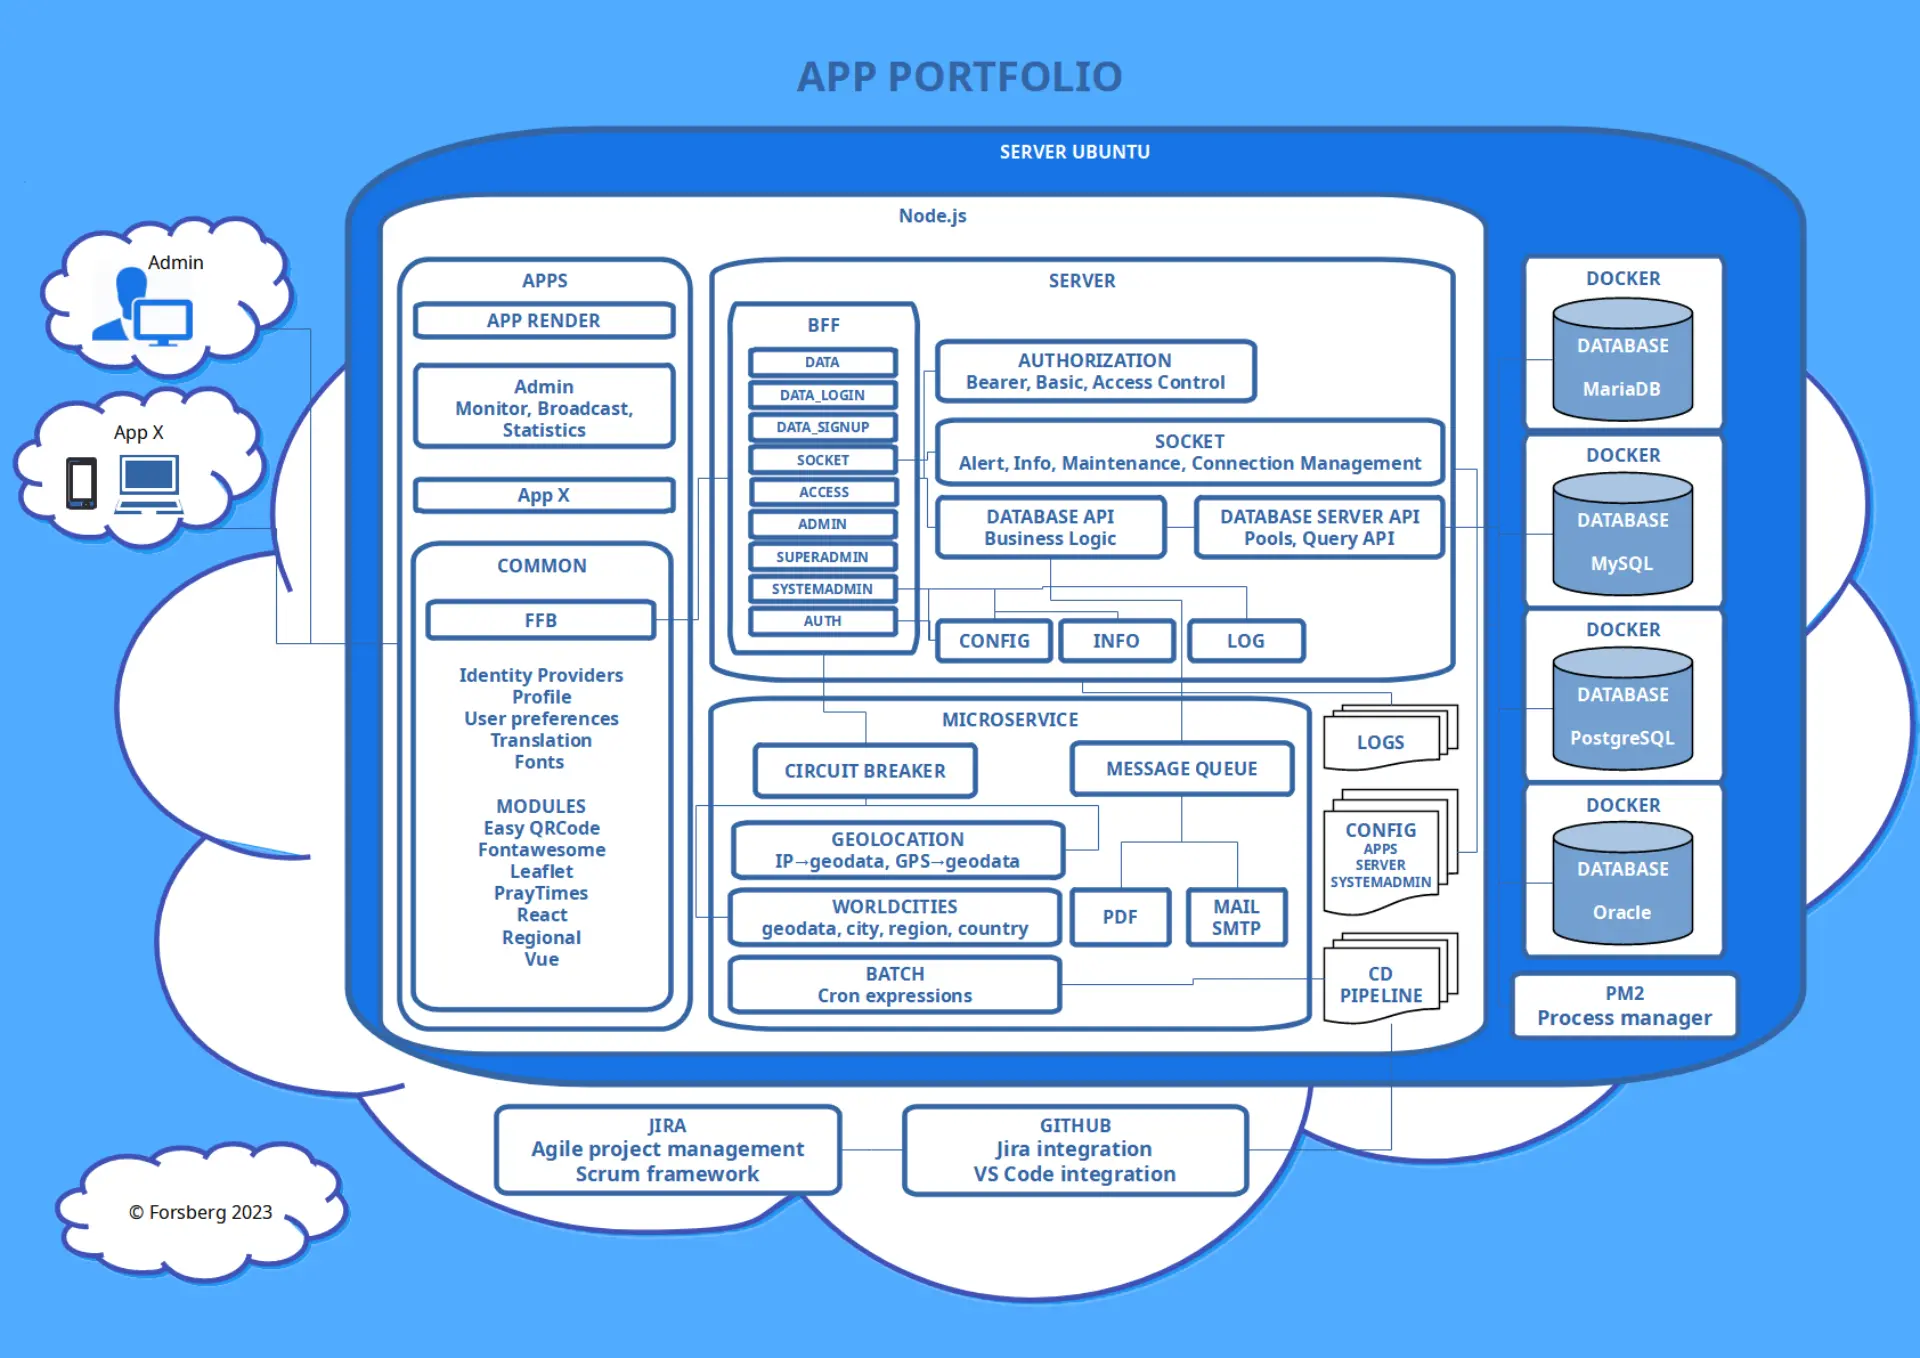 APP PORTFOLIO
SERVER UBUNTU
Node.js
Admin
App X
APPS
APP RENDER
Admin
Monitor, Broadcast,
Statistics
App X
COMMON
FFB
Identity Providers
Profile
User preferences
Translation
Fonts
MODULES
Easy QRCode
Fontawesome
Leaflet
PrayTimes
React
Regional
Vue
SERVER
BFF
DATA
DATA_LOGIN
DATA_SIGNUP
SOCKET
ACCESS
ADMIN
SUPERADMIN
SYSTEMADMIN
AUTH
AUTHORIZATION
Bearer, Basic, Access Control
SOCKET
Alert, Info, Maintenance, Connection Management
DATABASE API
Business Logic
DATABASE SERVER API
Pools, Query API
CONFIG
INFO
LOG
MICROSERVICE
CIRCUIT BREAKER
MESSAGE QUEUE
GEOLOCATION
IP→geodata, GPS→geodata
WORLDCITIES
geodata, city, region, country
PDF
MAIL
SMTP
BATCH
Cron expressions
LOGS
CONFIG
APPS
SERVER
SYSTEMADMIN
CD
PIPELINE
DOCKER
DATABASE
MariaDB
DOCKER
DATABASE
MySQL
DOCKER
DATABASE
PostgreSQL
DOCKER
DATABASE
Oracle
PM2
Process manager
JIRA
Agile project management
Scrum framework
GITHUB
Jira integration
VS Code integration
© Forsberg 2023